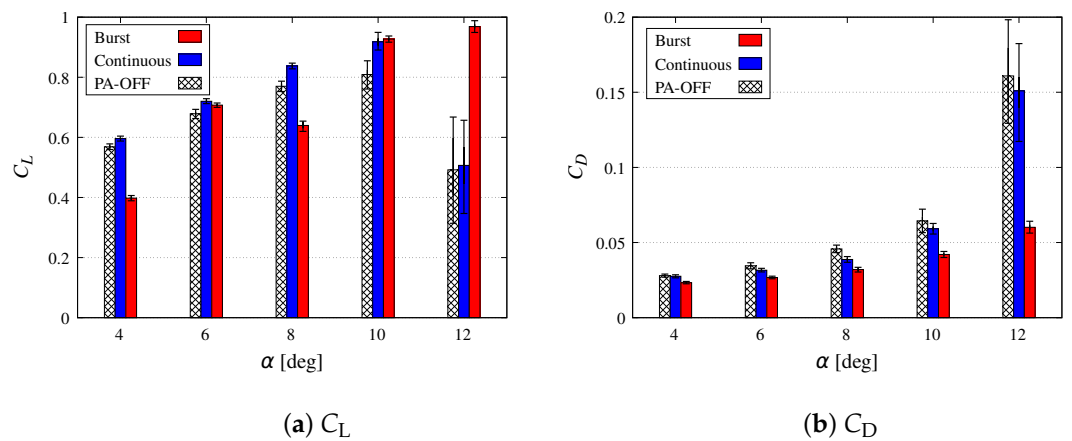 Burst
Continuous
PA-OFF
1
0.8
0.6
0.4
0.2
0
C_L
4 6 8 10 12
α [deg]
(a) C_L
Burst
Continuous
PA-OFF
0.2
0.15
0.1
0.05
0
C_D
4 6 8 10 12
α [deg]
(b) C_D